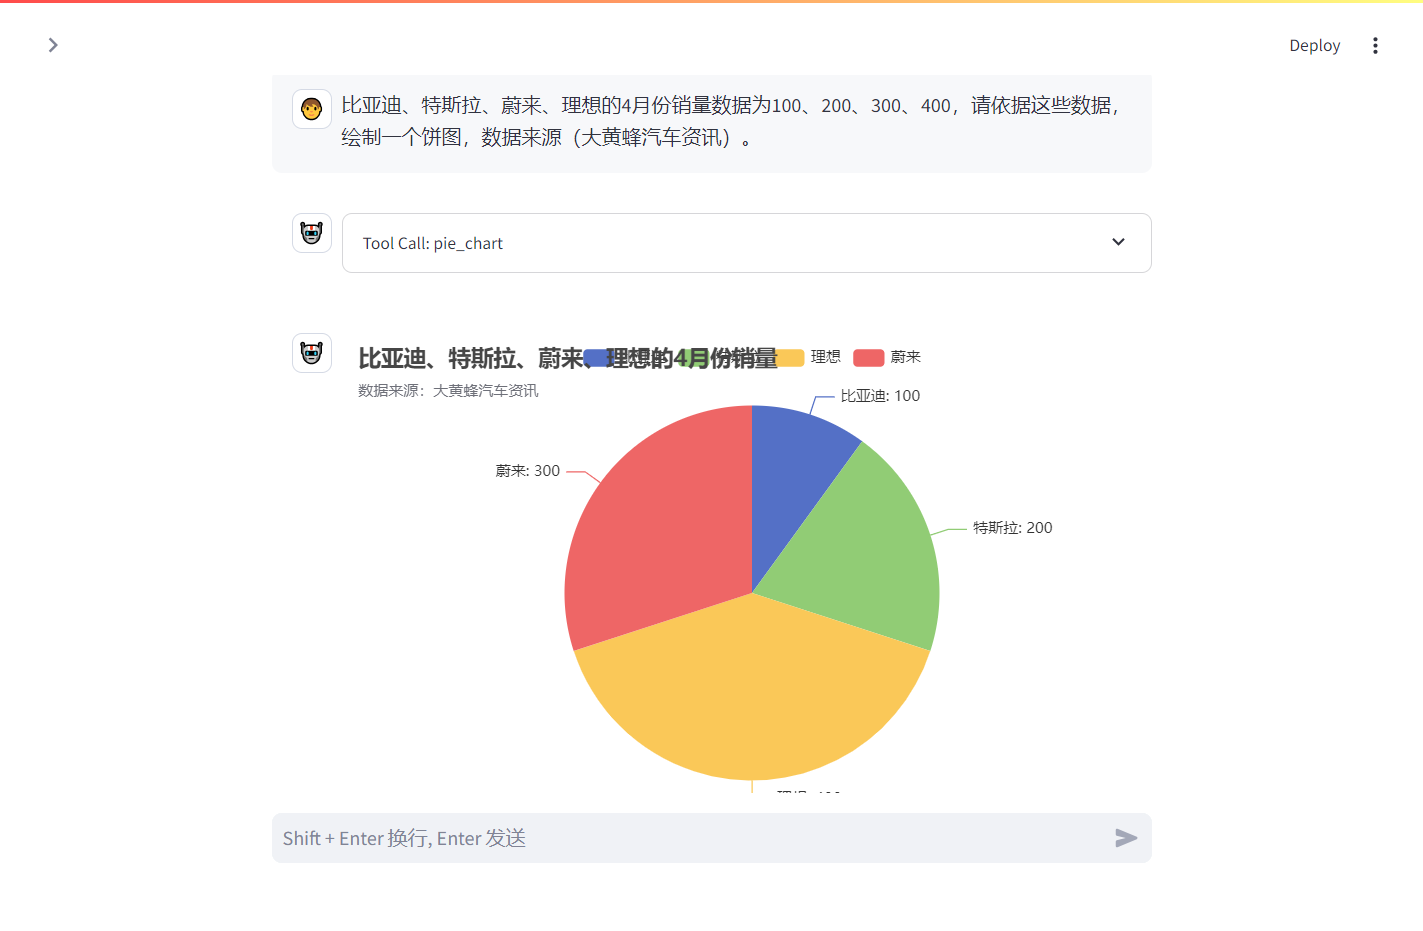 Deploy
比亚迪、特斯拉、蔚来、理想的4月份销量数据为100、200、300、400，请依据这些数据，
绘制一个饼图，数据来源（大黄蜂汽车资讯）。
Tool Call: pie_chart
比亚迪、特斯拉、蔚来、理想的4月份销量
理想 蔚来
数据来源：大黄蜂汽车资讯
比亚迪: 100
蔚来: 300
特斯拉: 200
Shift + Enter 换行, Enter 发送